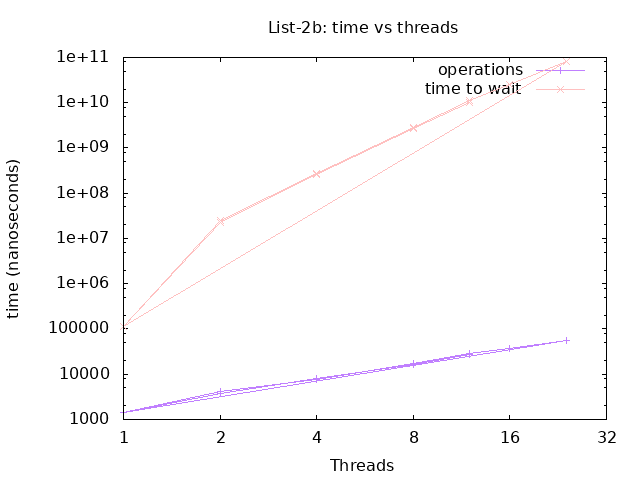 List-2b: time vs threads
operations
time to wait
1e+11
1e+10
1e+09
1e+08
1e+07
1e+06
100000
10000
1000
time (nanoseconds)
1 2 4 8 16 32
Threads